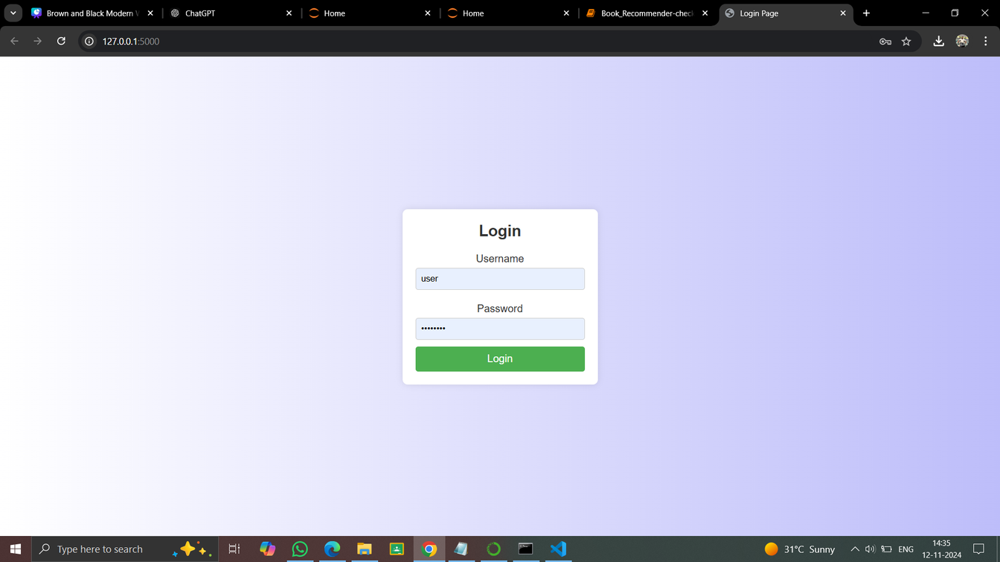 Brown and Black Modern
ChatGPT
Home
Home
Book_Recommender-chec
Login Page
127.0.0.1:5000
Login
Username
user
Password
••••••••
Login
Type here to search
31°C Sunny
ENG
14:35
12-11-2024